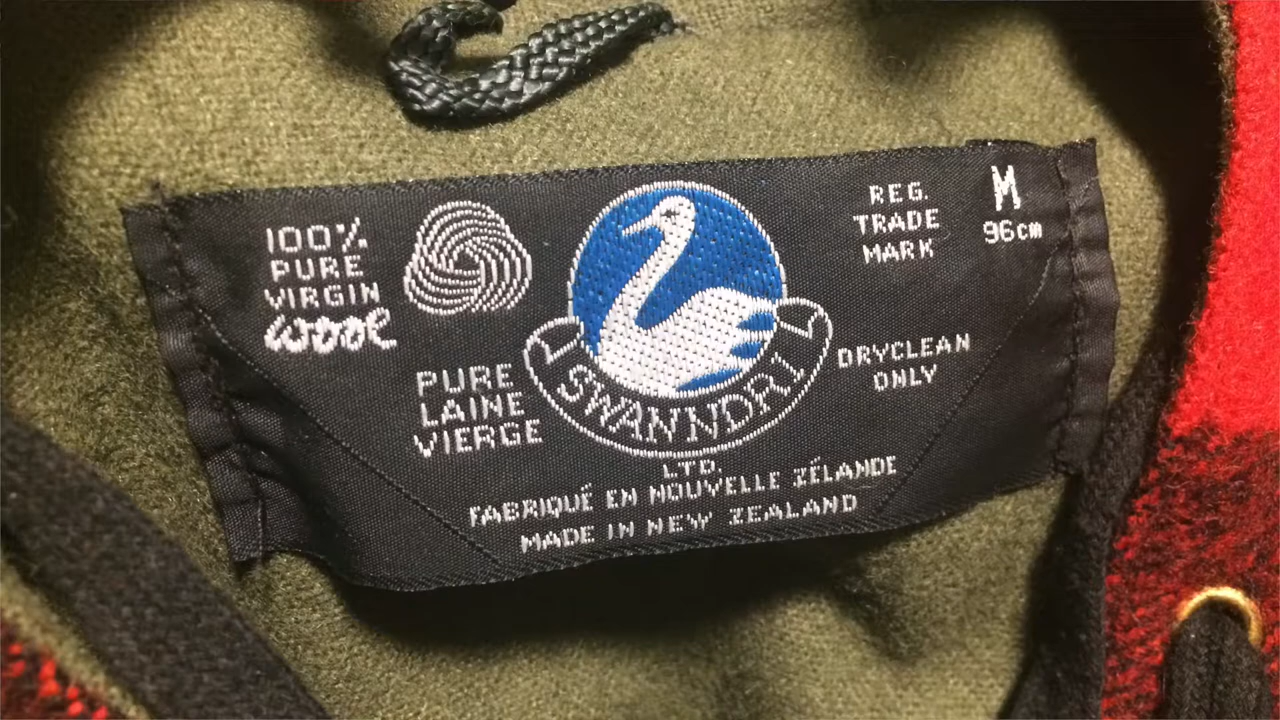 100%
PURE
VIRGIN
wool
PURE
LAINE
VIERGE
SWANNDRI
LTD.
REG.
TRADE
MARK
M
96cm
DRYCLEAN
ONLY
FABRIQUÉ EN NOUVELLE ZÉLANDE
MADE IN NEW ZEALAND